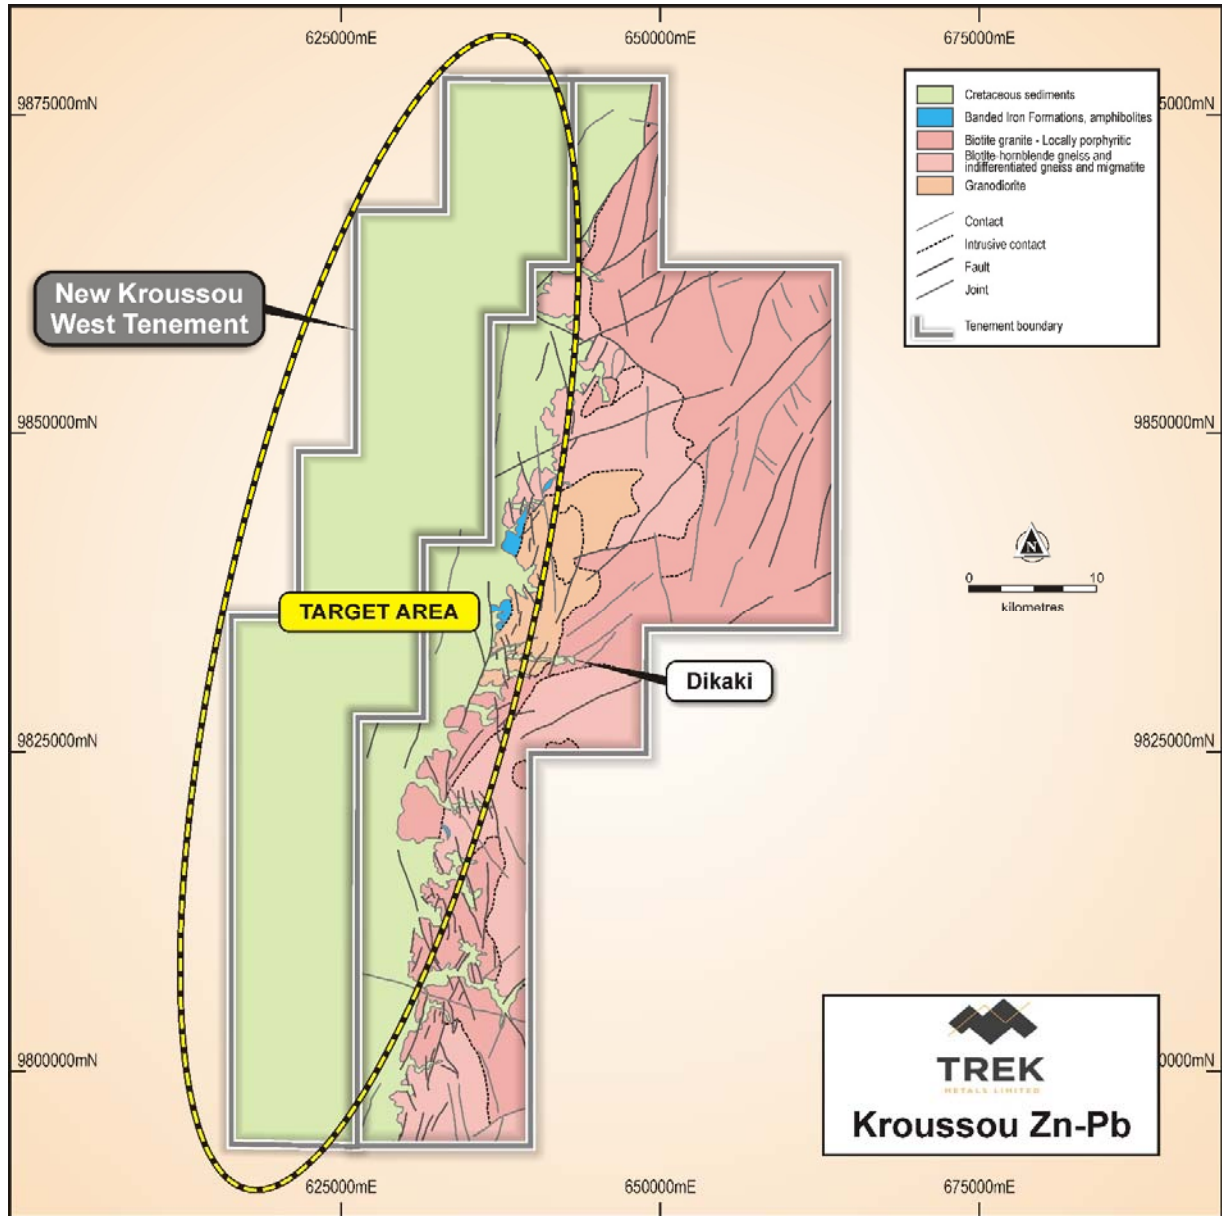 625000mE 650000mE 675000mE
9875000mN
5000mN
Cretaceous sediments
Banded Iron Formations, amphibolites
Biotite granite - Locally porphyritic
Biotite-hornblende gneiss and
indifferentiated gneiss and migmatite
Granodiorite
Contact
Intrusive contact
Fault
Joint
Tenement boundary
New Kroussou
West Tenement
9850000mN
9850000mN
N
0 10
kilometres
TARGET AREA
Dikaki
9825000mN
9825000mN
9800000mN
0000mN
TREK
METALS LIMITED
Kroussou Zn-Pb
625000mE 650000mE 675000mE